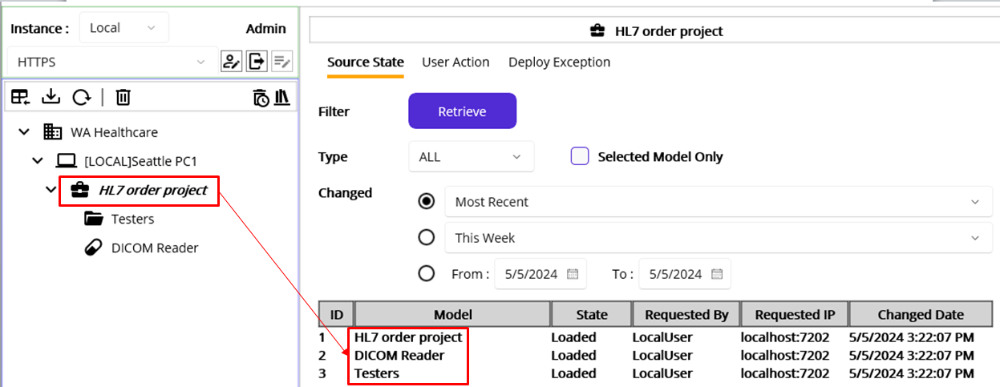 Instance : Local Admin
HTTPS
WA Healthcare
[LOCAL]Seattle PC1
HL7 order project
Testers
DICOM Reader
HL7 order project
Source State User Action Deploy Exception
Filter Retrieve
Type ALL Selected Model Only
Changed Most Recent
This Week
From : 5/5/2024 To : 5/5/2024
ID Model State Requested By Requested IP Changed Date
1 HL7 order project Loaded LocalUser localhost:7202 5/5/2024 3:22:07 PM
2 DICOM Reader Loaded LocalUser localhost:7202 5/5/2024 3:22:07 PM
3 Testers Loaded LocalUser localhost:7202 5/5/2024 3:22:07 PM